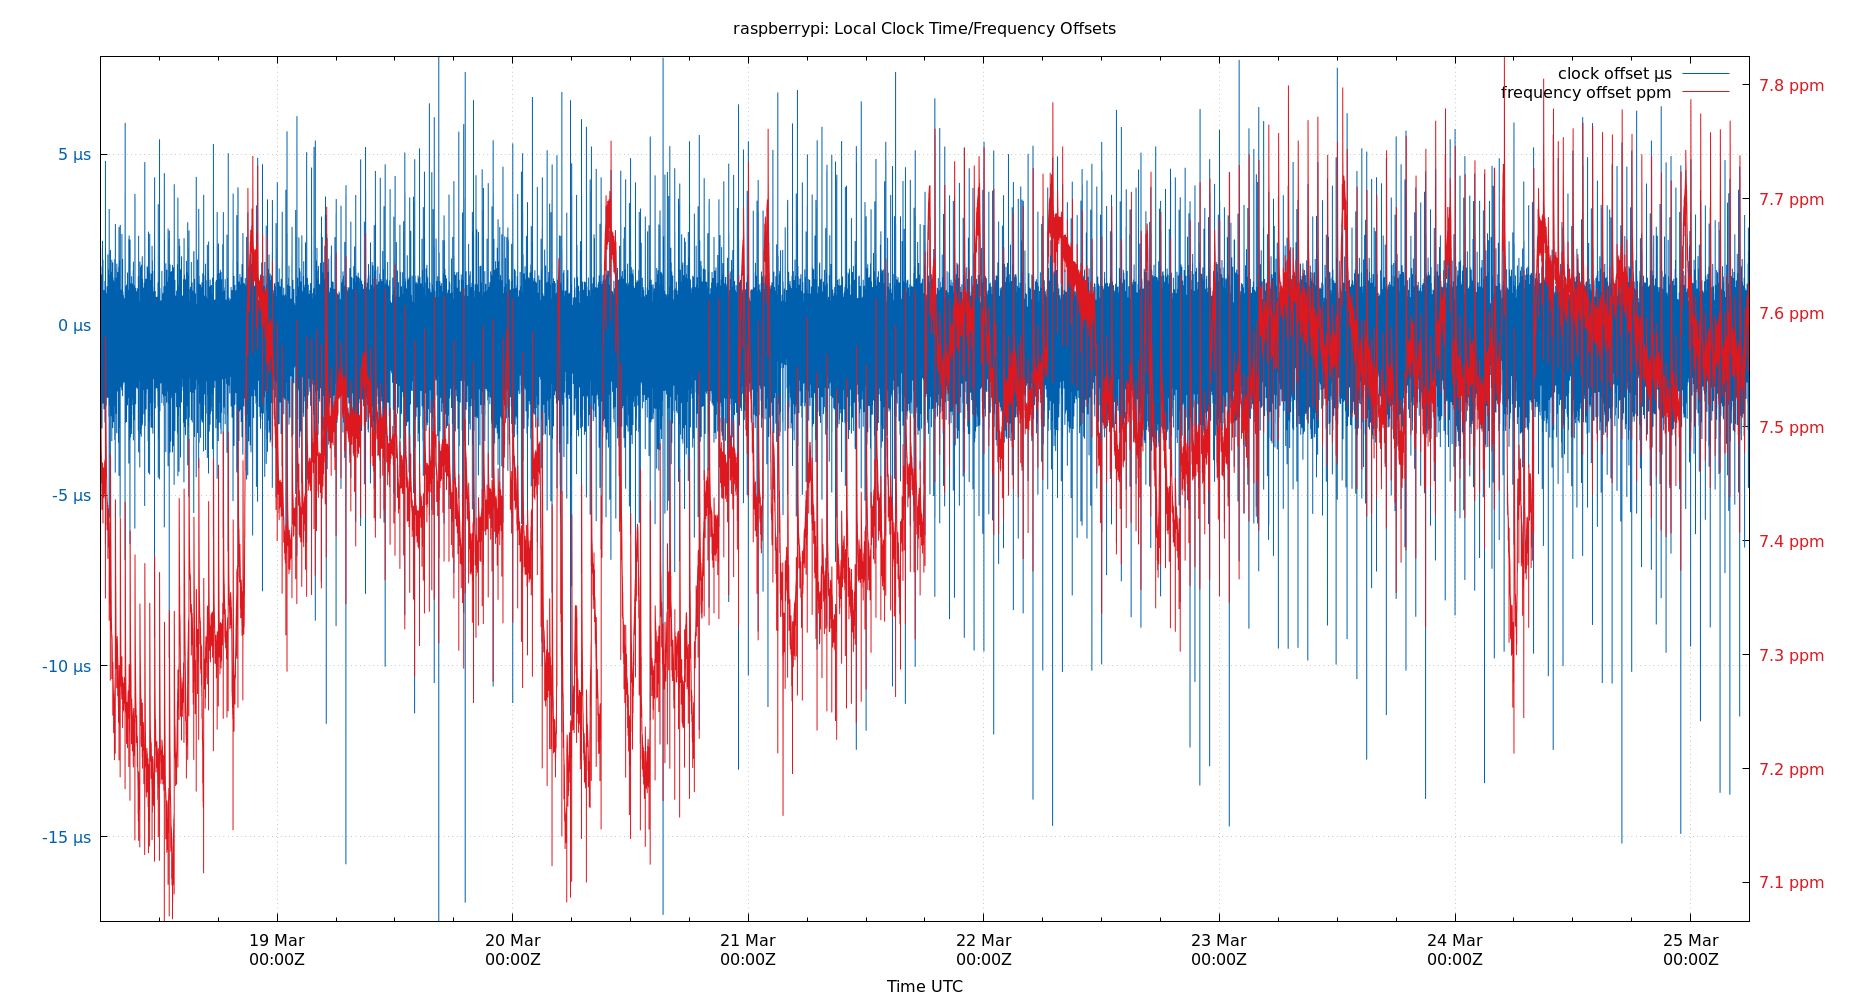 raspberrypi: Local Clock Time/Frequency Offsets
clock offset µs
frequency offset ppm
5 µs
0 µs
-5 µs
-10 µs
-15 µs
7.8 ppm
7.7 ppm
7.6 ppm
7.5 ppm
7.4 ppm
7.3 ppm
7.2 ppm
7.1 ppm
19 Mar
00:00Z
20 Mar
00:00Z
21 Mar
00:00Z
22 Mar
00:00Z
23 Mar
00:00Z
24 Mar
00:00Z
25 Mar
00:00Z
Time UTC